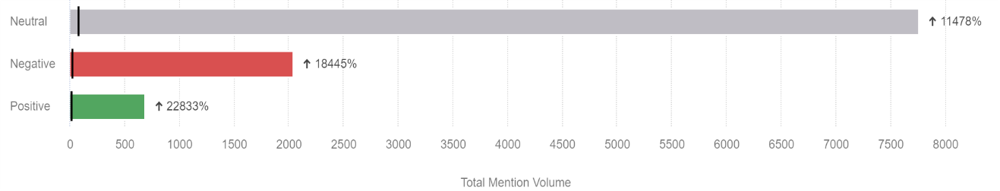 Neutral ↑ 11478%
Negative ↑ 18445%
Positive ↑ 22833%
0 500 1000 1500 2000 2500 3000 3500 4000 4500 5000 5500 6000 6500 7000 7500 8000
Total Mention Volume